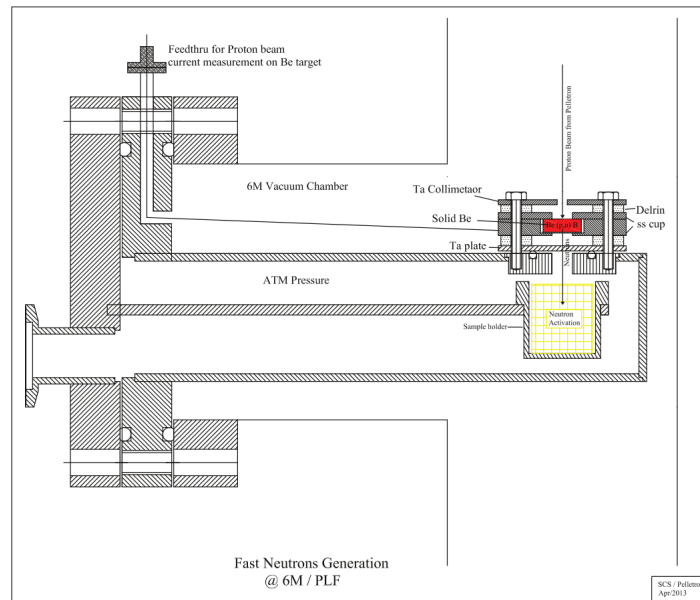 Feedthru for Proton beam
current measurement on Be target
Proton Beam from Pelletron
6M Vacuum Chamber
Ta Collimetaor
Solid Be
Be (p,n) B
Delrin
ss cup
Ta plate
Neutrons
ATM Pressure
Sample holder
Neutron
Activation
Fast Neutrons Generation
@ 6M / PLF
SCS / Pelletro
Apr/2013